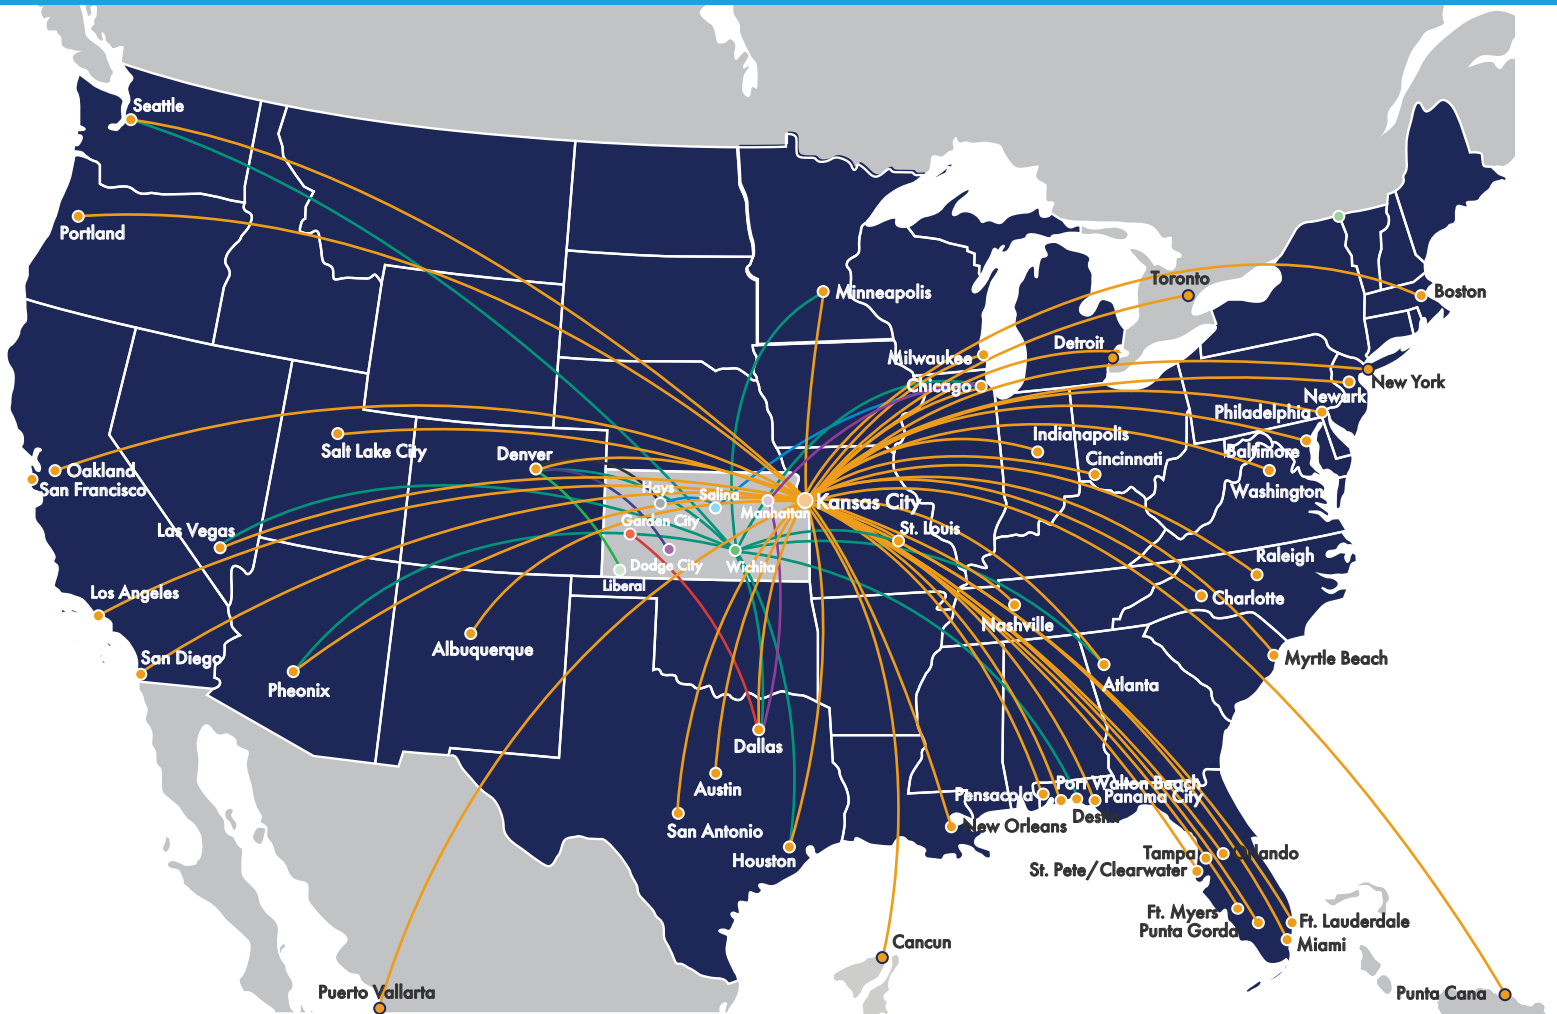 Seattle
Portland
Minneapolis
Toronto
Boston
Milwaukee
Detroit
Chicago
New York
Newark
Philadelphia
Indianapolis
Baltimore
Cincinnati
Washington
Salt Lake City
Denver
Oakland
San Francisco
Hays
Salina
Kansas City
Manhattan
Garden City
St. Louis
Las Vegas
Raleigh
Dodge City
Wichita
Liberal
Los Angeles
Charlotte
Nashville
Albuquerque
San Diego
Myrtle Beach
Pheonix
Atlanta
Dallas
Austin
Port Walton Beach
Pensacola
Panama City
Destin
New Orleans
San Antonio
Houston
Tampa
Orlando
St. Pete/Clearwater
Ft. Myers
Ft. Lauderdale
Punta Gorda
Miami
Cancun
Puerto Vallarta
Punta Cana